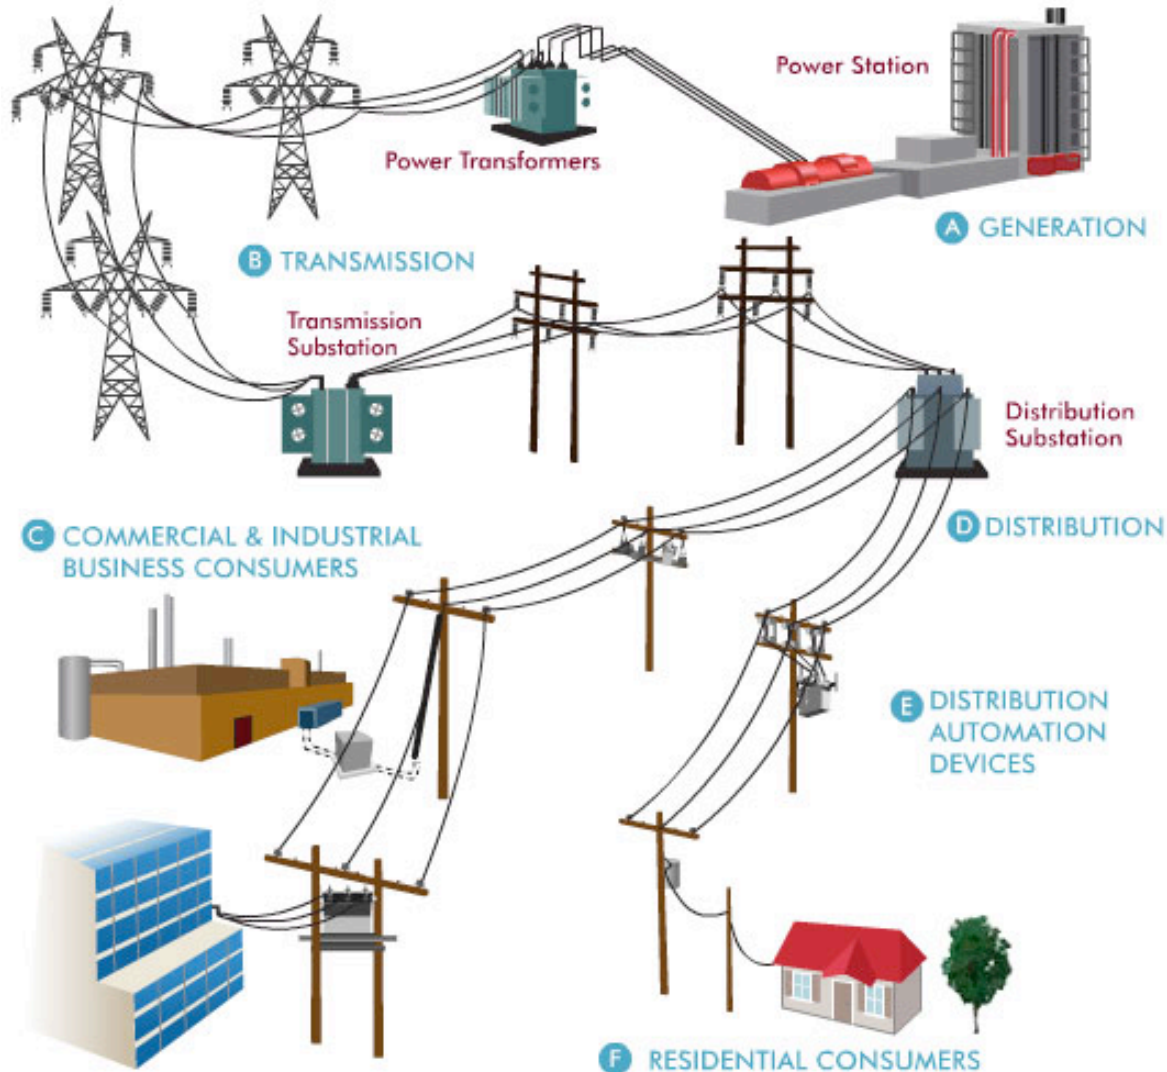 Power Station
Power Transformers
A GENERATION
B TRANSMISSION
Transmission
Substation
Distribution
Substation
C COMMERCIAL & INDUSTRIAL
BUSINESS CONSUMERS
D DISTRIBUTION
E DISTRIBUTION
AUTOMATION
DEVICES
F RESIDENTIAL CONSUMERS